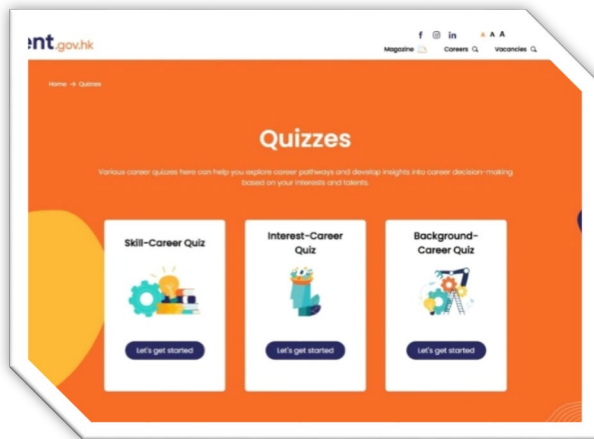 ent.gov.hk
A A A
Magazine Careers Vacancies
Home → Quizzes
Quizzes
Various career quizzes here can help you explore career pathways and develop insights into career decision-making
based on your interests and talents.
Skill-Career Quiz
Let's get started
Interest-Career
Quiz
Let's get started
Background-
Career Quiz
Let's get started